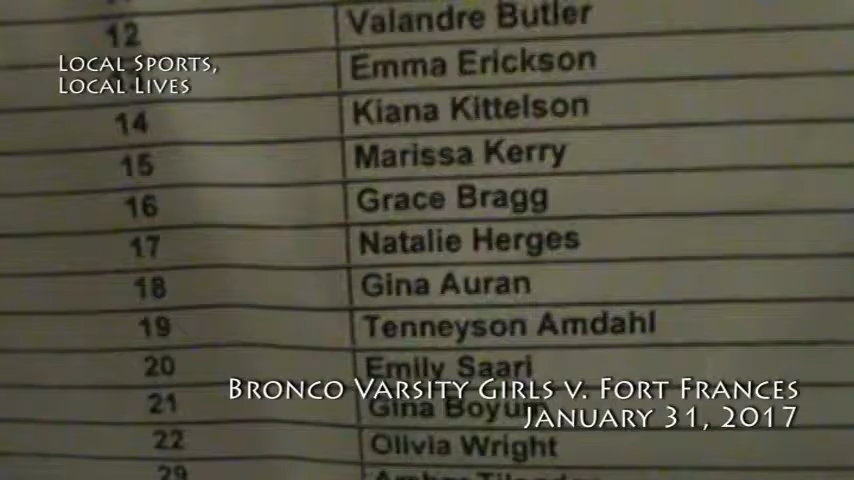 12 Valandre Butler
LOCAL SPORTS,
LOCAL LIVES
Emma Erickson
14 Kiana Kittelson
15 Marissa Kerry
16 Grace Bragg
17 Natalie Herges
18 Gina Auran
19 Tenneyson Amdahl
20 Emily Saari
BRONCO VARSITY GIRLS V. FORT FRANCES
21 Gina
JANUARY 31, 2017
22 Olivia Wright
29